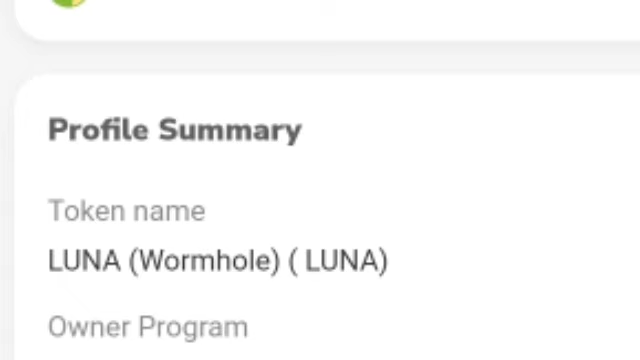 Profile Summary
Token name
LUNA (Wormhole) ( LUNA)
Owner Program